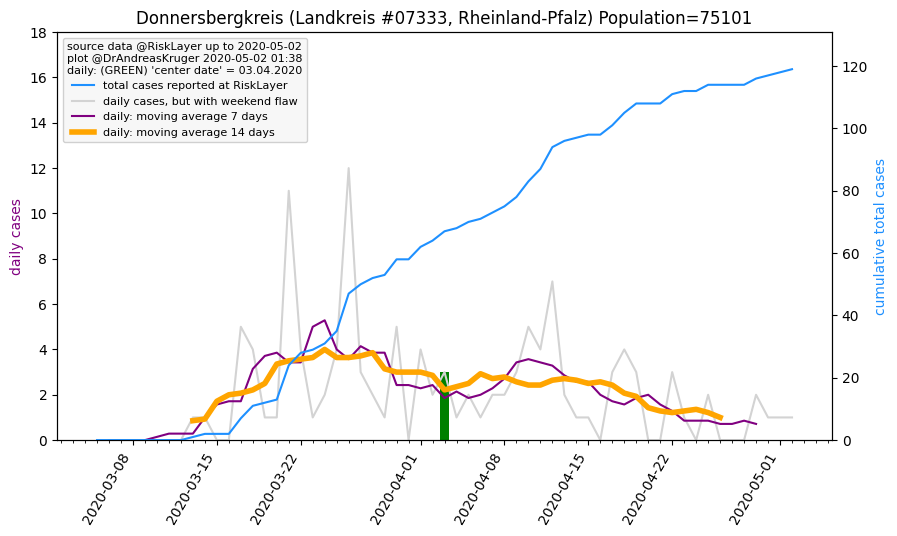 Donnersbergkreis (Landkreis #07333, Rheinland-Pfalz) Population=75101
source data @RiskLayer up to 2020-05-02
plot @DrAndreasKruger 2020-05-02 01:38
daily: (GREEN) 'center date' = 03.04.2020
total cases reported at RiskLayer
daily cases, but with weekend flaw
daily: moving average 7 days
daily: moving average 14 days
daily cases
18
16
14
12
10
8
6
4
2
0
120
100
80
60
40
20
0
cumulative total cases
2020-03-08
2020-03-15
2020-03-22
2020-04-01
2020-04-08
2020-04-15
2020-04-22
2020-05-01